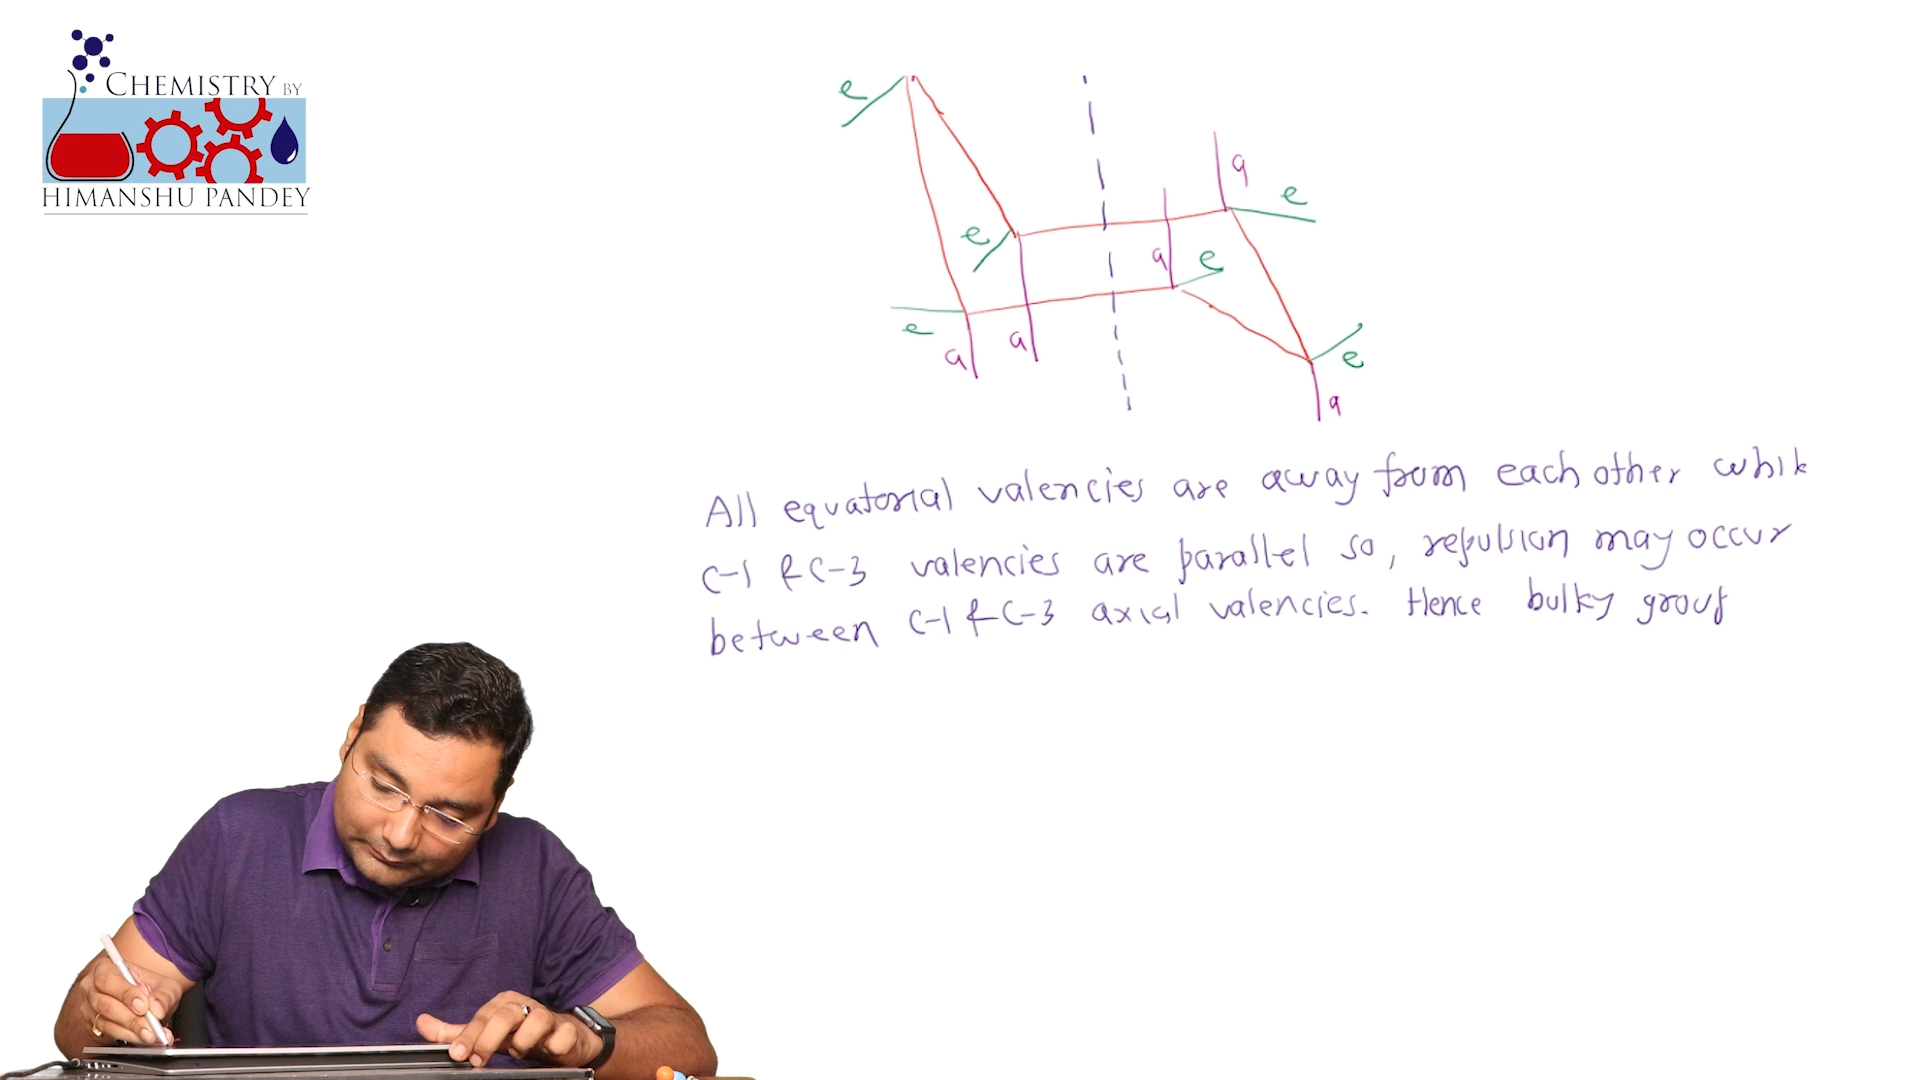 CHEMISTRY BY
HIMANSHU PANDEY
e
a
e
e
a
e
e
a
a
e
a
All equatorial valencies are away from each other while
C-1 & C-3 valencies are parallel so, repulsion may occur
between C-1 & C-3 axial valencies. Hence bulky group